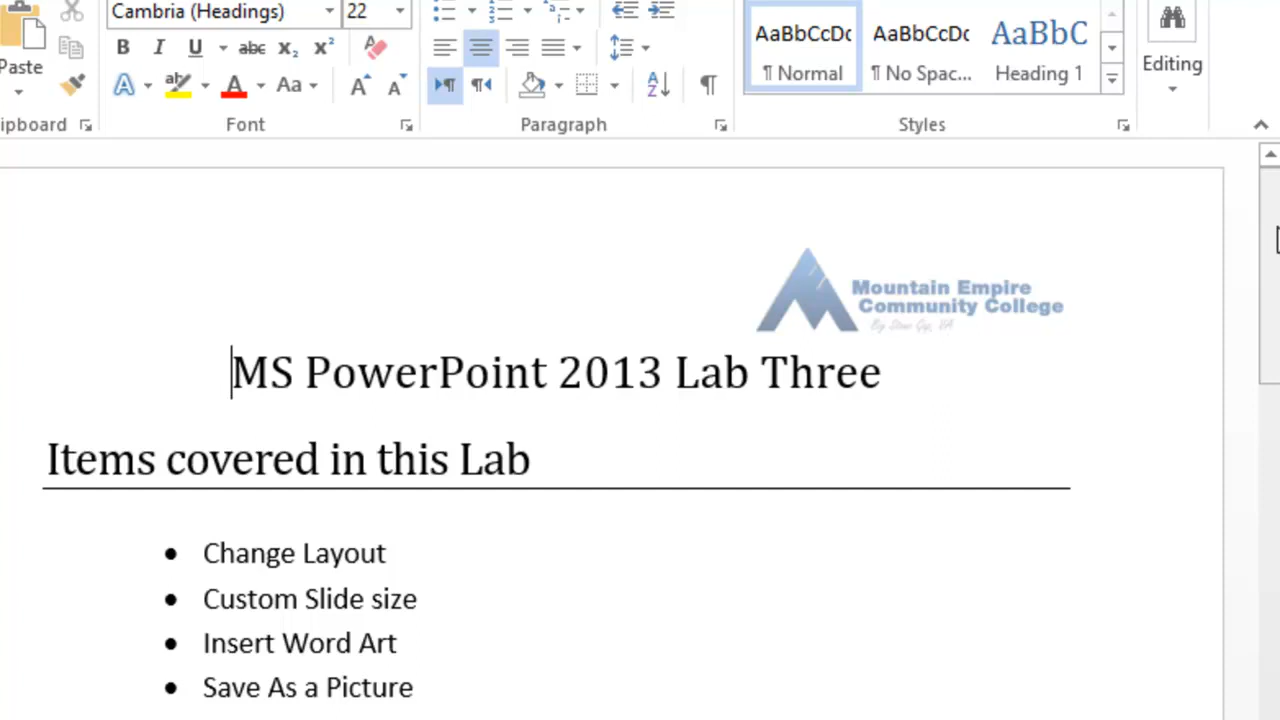 Cambria (Headings) 22
B I U abc X₂ X²
Paste
A ab A Aa A A
A Z ¶
AaBbCcDc AaBbCcDc AaBbC
¶ Normal ¶ No Spac... Heading 1
Editing
ipboard Font Paragraph Styles
Mountain Empire
Community College
MS PowerPoint 2013 Lab Three
Items covered in this Lab
• Change Layout
• Custom Slide size
• Insert Word Art
• Save As a Picture